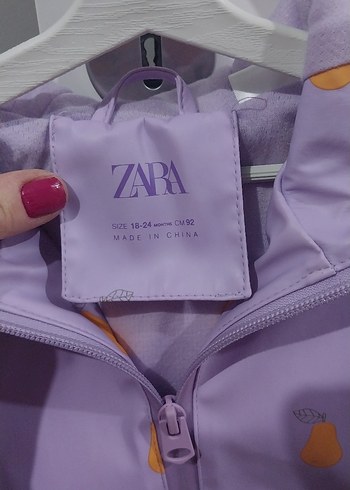 ZARA
SIZE 18-24 MONTHS CM 92
MADE IN CHINA